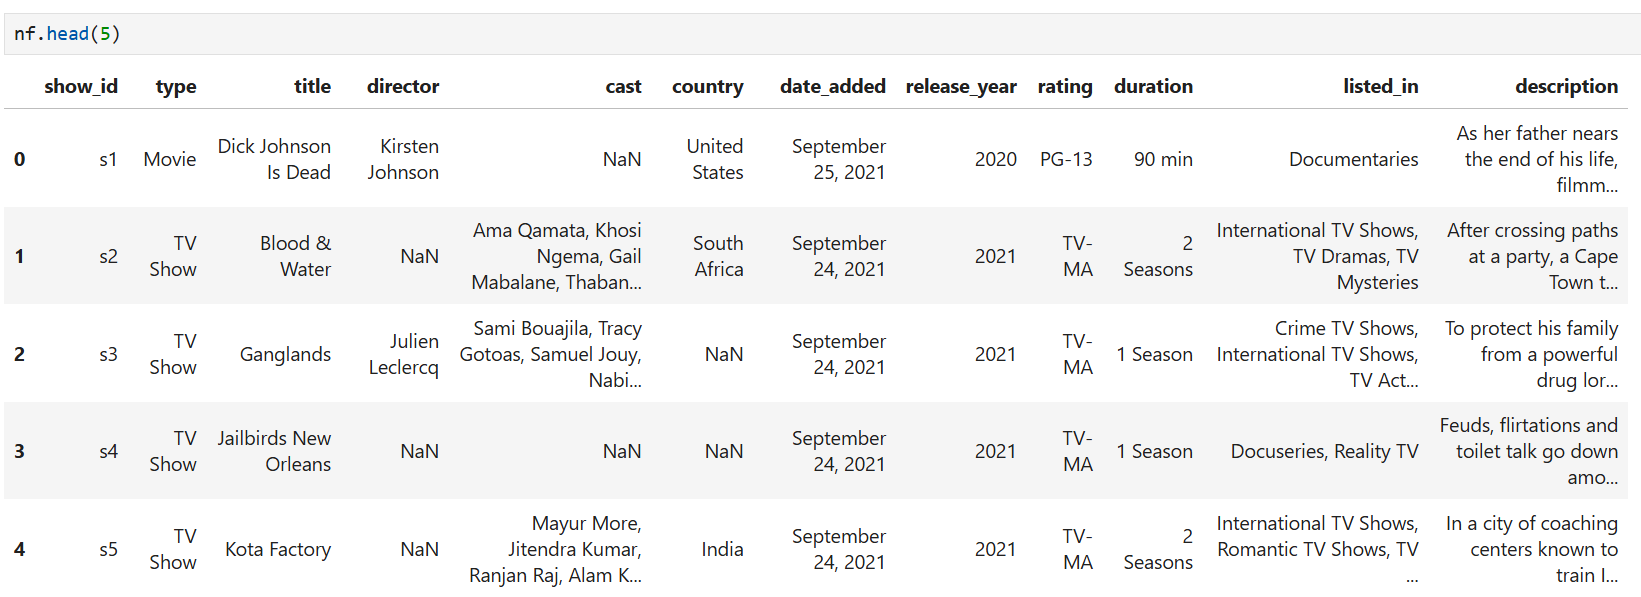 nf.head(5)
show_id type title director cast country date_added release_year rating duration listed_in description
0 s1 Movie Dick Johnson Is Dead Kirsten Johnson NaN United States September 25, 2021 2020 PG-13 90 min Documentaries As her father nears the end of his life, filmm...
1 s2 TV Show Blood & Water NaN Ama Qamata, Khosi Ngema, Gail Mabalane, Thaban... South Africa September 24, 2021 2021 TV-MA 2 Seasons International TV Shows, TV Dramas, TV Mysteries After crossing paths at a party, a Cape Town t...
2 s3 TV Show Ganglands Julien Leclercq Sami Bouajila, Tracy Gotoas, Samuel Jouy, Nabi... NaN September 24, 2021 2021 TV-MA 1 Season Crime TV Shows, International TV Shows, TV Act... To protect his family from a powerful drug lor...
3 s4 TV Show Jailbirds New Orleans NaN NaN NaN September 24, 2021 2021 TV-MA 1 Season Docuseries, Reality TV Feuds, flirtations and toilet talk go down amo...
4 s5 TV Show Kota Factory NaN Mayur More, Jitendra Kumar, Ranjan Raj, Alam K... India September 24, 2021 2021 TV-MA 2 Seasons International TV Shows, Romantic TV Shows, TV ... In a city of coaching centers known to train I...